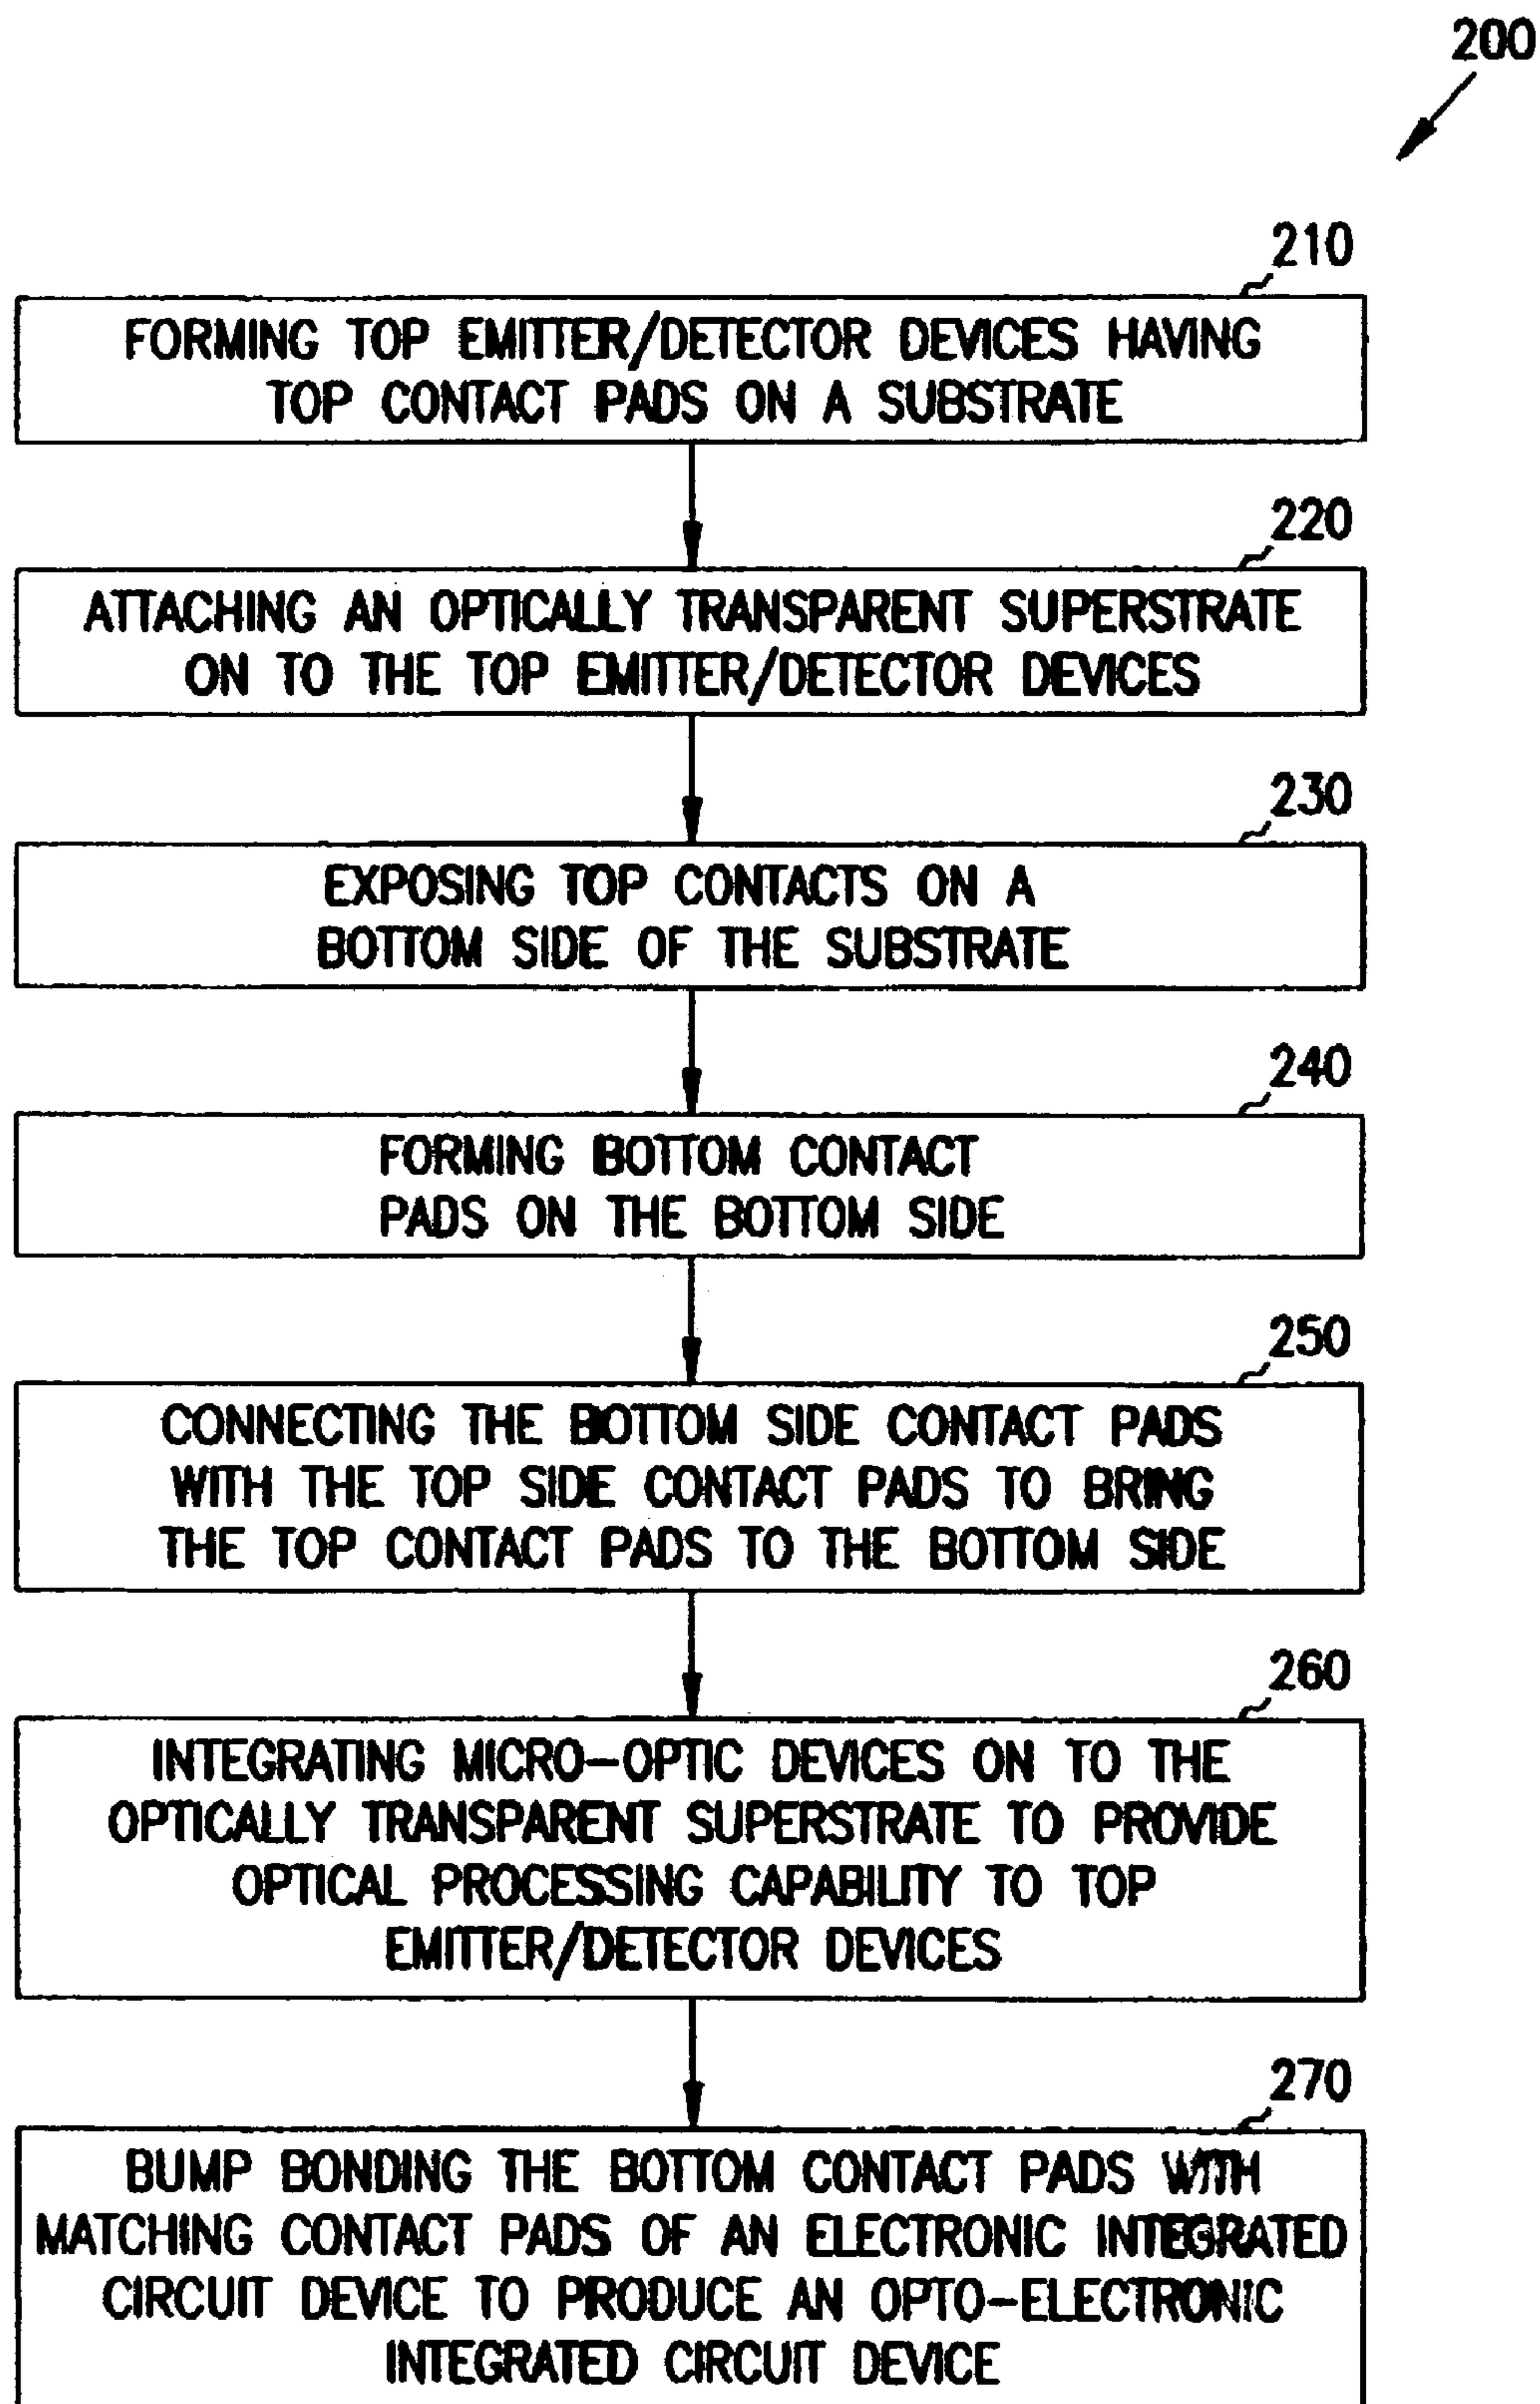 200
210
FORMING TOP EMITTER/DETECTOR DEVICES HAVING
TOP CONTACT PADS ON A SUBSTRATE
220
ATTACHING AN OPTICALLY TRANSPARENT SUPERSTRATE
ON TO THE TOP EMITTER/DETECTOR DEVICES
230
EXPOSING TOP CONTACTS ON A
BOTTOM SIDE OF THE SUBSTRATE
240
FORMING BOTTOM CONTACT
PADS ON THE BOTTOM SIDE
250
CONNECTING THE BOTTOM SIDE CONTACT PADS
WITH THE TOP SIDE CONTACT PADS TO BRING
THE TOP CONTACT PADS TO THE BOTTOM SIDE
260
INTEGRATING MICRO-OPTIC DEVICES ON TO THE
OPTICALLY TRANSPARENT SUPERSTRATE TO PROVIDE
OPTICAL PROCESSING CAPABILITY TO TOP
EMITTER/DETECTOR DEVICES
270
BUMP BONDING THE BOTTOM CONTACT PADS WITH
MATCHING CONTACT PADS OF AN ELECTRONIC INTEGRATED
CIRCUIT DEVICE TO PRODUCE AN OPTO-ELECTRONIC
INTEGRATED CIRCUIT DEVICE